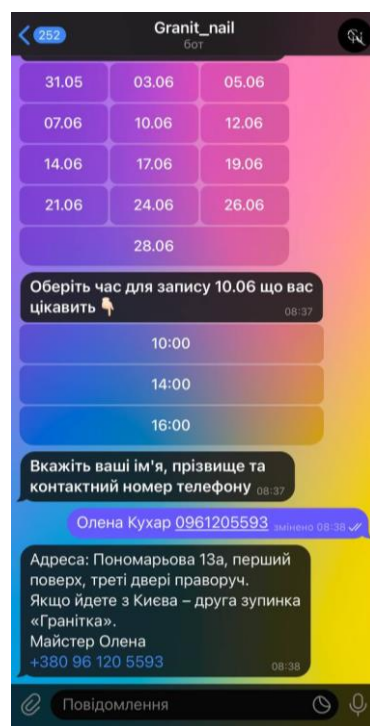 252
Granit_nail
бот
31.05 03.06 05.06
07.06 10.06 12.06
14.06 17.06 19.06
21.06 24.06 26.06
28.06
Оберіть час для запису 10.06 що вас
цікавить 👇🏻
08:37
10:00
14:00
16:00
Вкажіть ваші ім'я, прізвище та
контактний номер телефону 08:37
Олена Кухар 0961205593 змінено 08:38
Адреса: Пономарьова 13а, перший
поверх, треті двері праворуч.
Якщо йдете з Києва – друга зупинка
«Гранітка».
Майстер Олена
+380 96 120 5593
08:38
Повідомлення